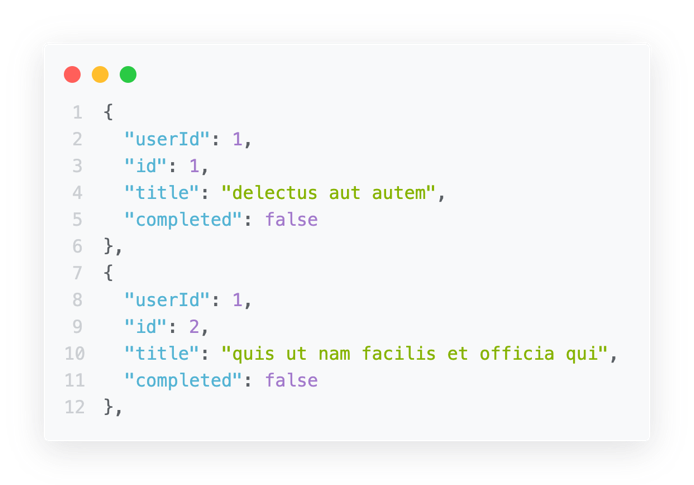 1 {
2 "userId": 1,
3 "id": 1,
4 "title": "delectus aut autem",
5 "completed": false
6 },
7 {
8 "userId": 1,
9 "id": 2,
10 "title": "quis ut nam facilis et officia qui",
11 "completed": false
12 },